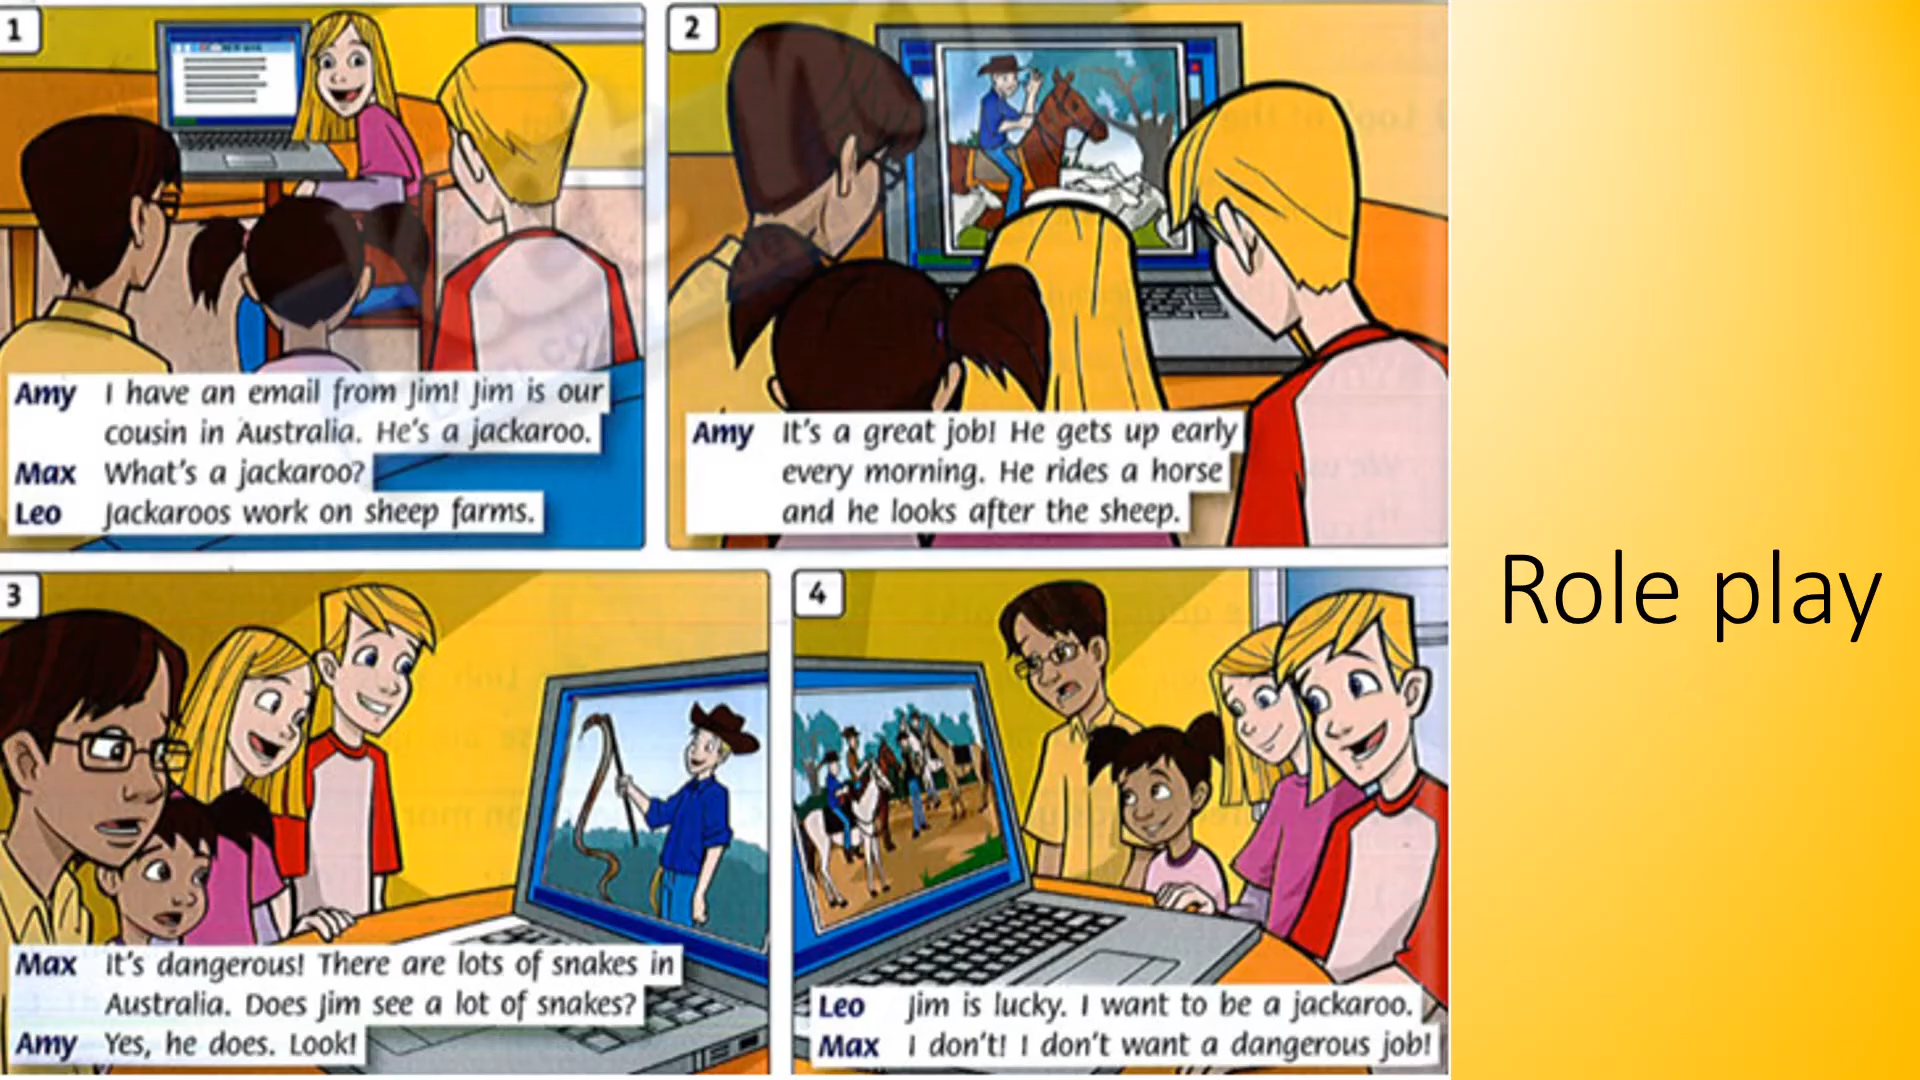 1
Amy I have an email from Jim! Jim is our
cousin in Australia. He's a jackaroo.
Max What's a jackaroo?
Leo Jackaroos work on sheep farms.
2
Amy It's a great job! He gets up early
every morning. He rides a horse
and he looks after the sheep.
3
Max It's dangerous! There are lots of snakes in
Australia. Does Jim see a lot of snakes?
Amy Yes, he does. Look!
4
Leo Jim is lucky. I want to be a jackaroo.
Max I don't! I don't want a dangerous job!
Role play